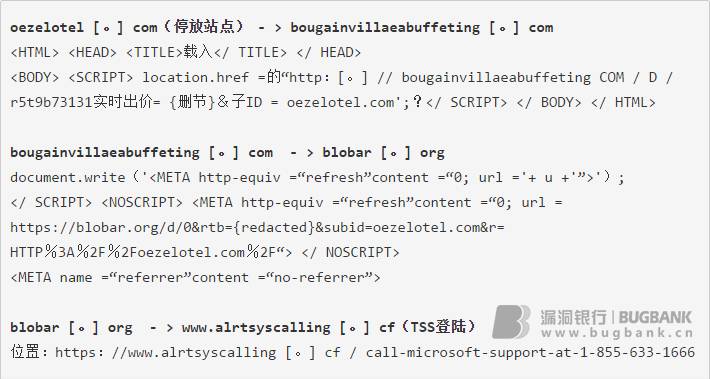 oezelotel [。] com（停放站点） - > bougainvillaeabuffeting [。] com
<HTML> <HEAD> <TITLE>载入</ TITLE> </ HEAD>
<BODY> <SCRIPT> location.href =的“http: [。] // bougainvillaeabuffeting COM / D /
r5t9b73131实时出价= {删节}＆子ID = oezelotel.com';？</ SCRIPT> </ BODY> </ HTML>
bougainvillaeabuffeting [。] com  - > blobar [。] org
document.write（'<META http-equiv =“refresh”content =“0; url ='+ u +'”>'）;
</ SCRIPT> <NOSCRIPT> <META http-equiv =“refresh”content =“0; url =
https://blobar.org/d/0&rtb={redacted}&subid=oezelotel.com&r=
HTTP％3A％2F％2Foezelotel.com％2F“> </ NOSCRIPT>
<META name =“referrer”content =“no-referrer”>
blobar [。] org  - > www.alrtsyscalling [。] cf（TSS登陆）
位置：https：//www.alrtsyscalling [。] cf / call-microsoft-support-at-1-855-633-1666
漏洞银行 | BUGBANK
www.bugbank.cn